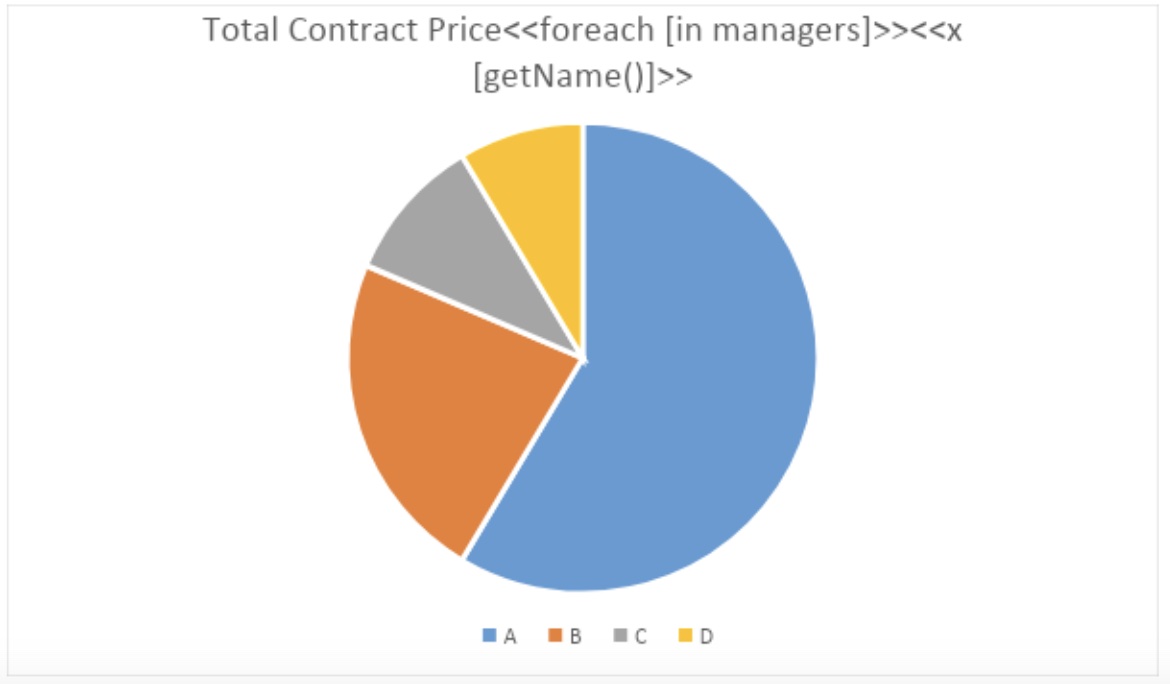 Total Contract Price<<foreach [in managers]>><<x
[getName()]>>
A B C D